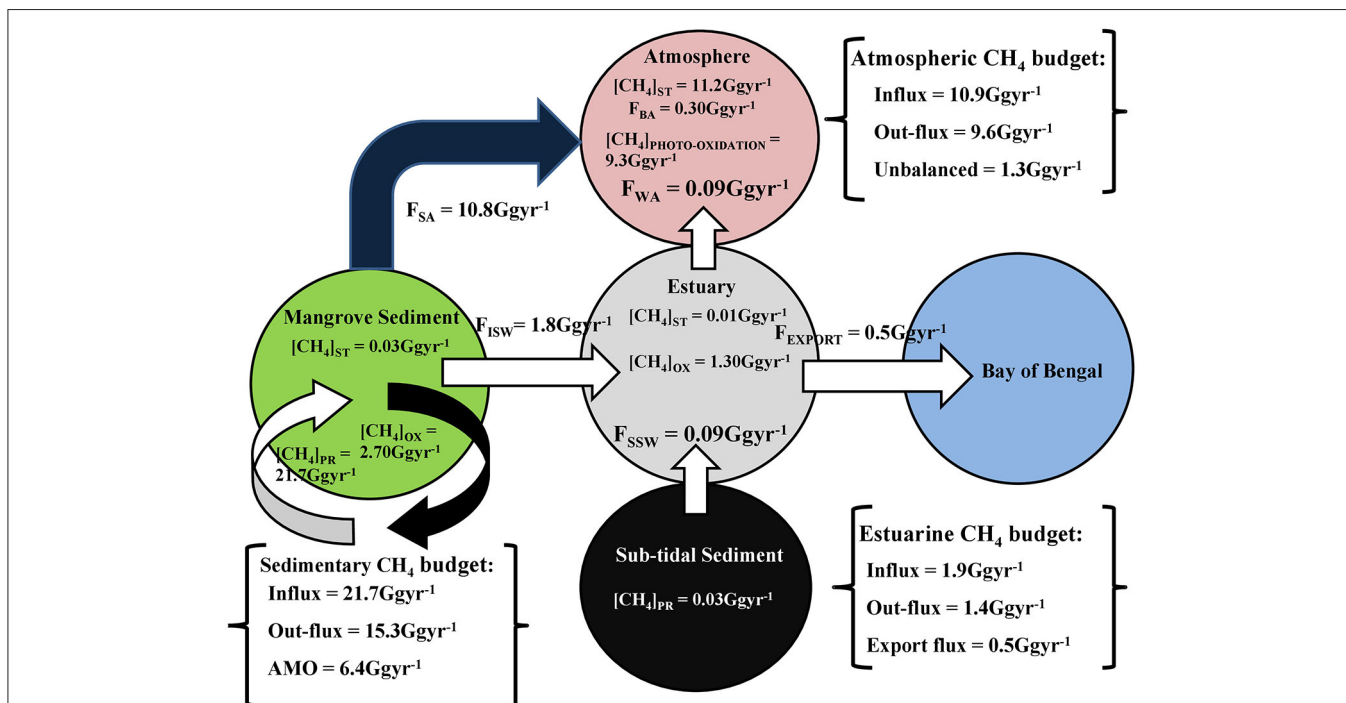 Atmosphere
[CH₄]ST = 11.2Ggyr⁻¹
FBA = 0.30Ggyr⁻¹
[CH₄]PHOTO-OXIDATION =
9.3Ggyr⁻¹
FWA = 0.09Ggyr⁻¹
Atmospheric CH₄ budget:
Influx = 10.9Ggyr⁻¹
Out-flux = 9.6Ggyr⁻¹
Unbalanced = 1.3Ggyr⁻¹
FSA = 10.8Ggyr⁻¹
Mangrove Sediment
[CH₄]ST = 0.03Ggyr⁻¹
[CH₄]OX =
2.70Ggyr⁻¹
[CH₄]PR =
21.7Ggyr⁻¹
FISW= 1.8Ggyr⁻¹
Estuary
[CH₄]ST = 0.01Ggyr⁻¹
[CH₄]OX = 1.30Ggyr⁻¹
FSSW = 0.09Ggyr⁻¹
FEXPORT = 0.5Ggyr⁻¹
Bay of Bengal
Sedimentary CH₄ budget:
Influx = 21.7Ggyr⁻¹
Out-flux = 15.3Ggyr⁻¹
AMO = 6.4Ggyr⁻¹
Sub-tidal Sediment
[CH₄]PR = 0.03Ggyr⁻¹
Estuarine CH₄ budget:
Influx = 1.9Ggyr⁻¹
Out-flux = 1.4Ggyr⁻¹
Export flux = 0.5Ggyr⁻¹